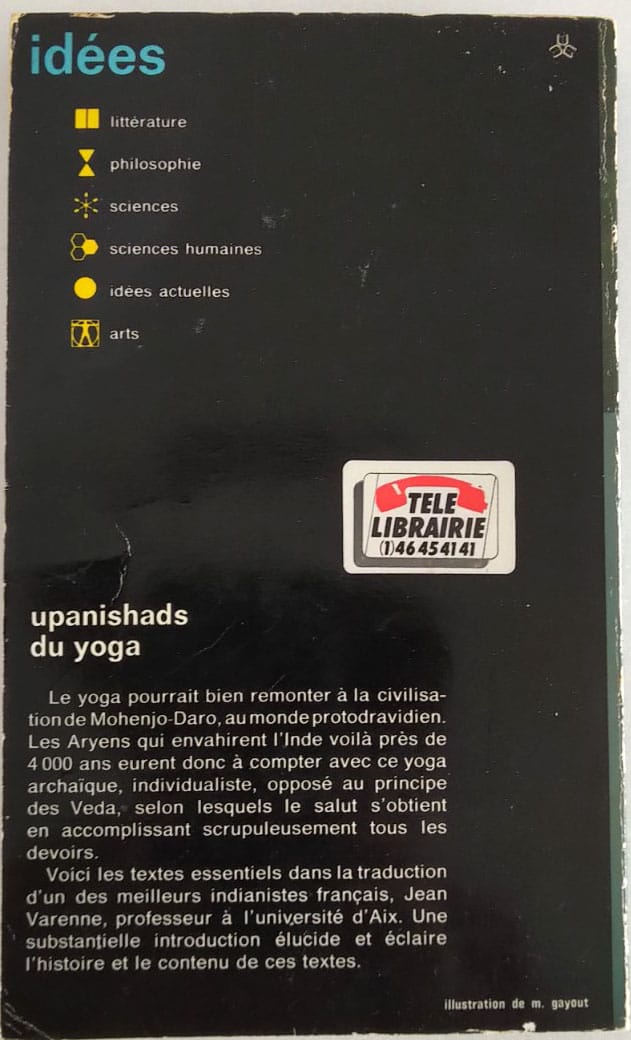 idées
littérature
philosophie
sciences
sciences humaines
idées actuelles
arts
TELE
LIBRAIRIE
(1)46 45 41 41
upanishads
du yoga
Le yoga pourrait bien remonter à la civilisa-
tion de Mohenjo-Daro, au monde protodravidien.
Les Aryens qui envahirent l'Inde voilà près de
4 000 ans eurent donc à compter avec ce yoga
archaïque, individualiste, opposé au principe
des Veda, selon lesquels le salut s'obtient
en accomplissant scrupuleusement tous les
devoirs.
Voici les textes essentiels dans la traduction
d'un des meilleurs indianistes français, Jean
Varenne, professeur à l'université d'Aix. Une
substantielle introduction élucide et éclaire
l'histoire et le contenu de ces textes.
illustration de m. gayout